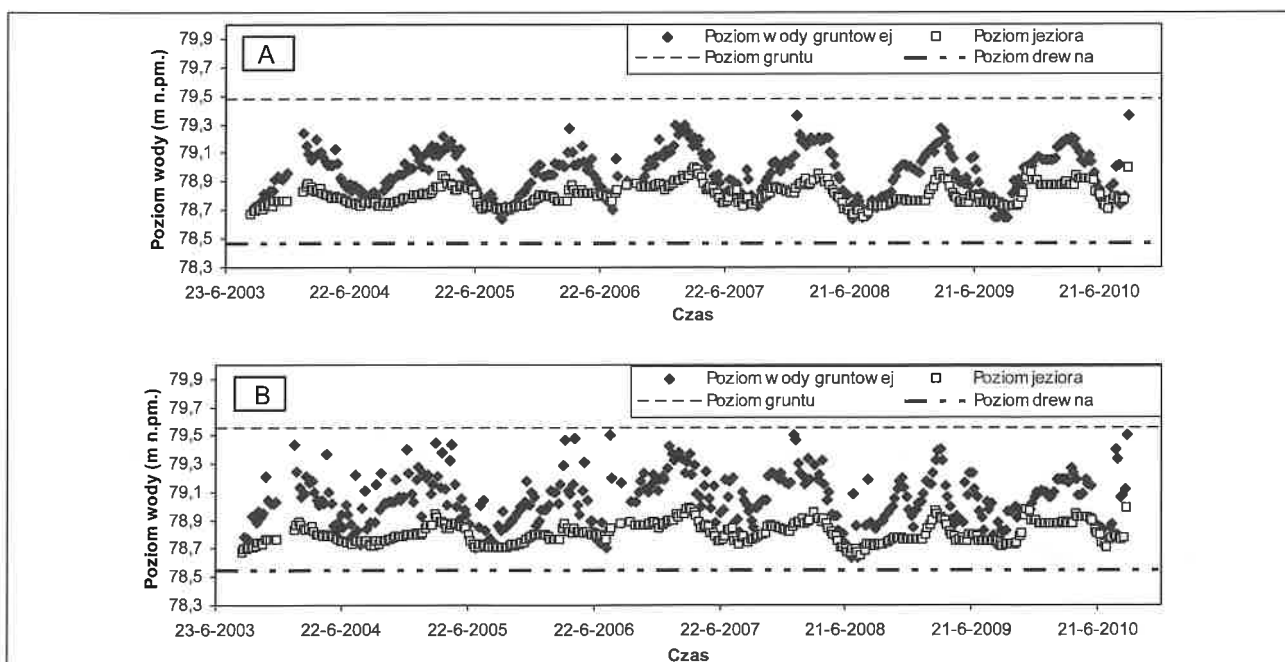 A
Poziom wody gruntowej Poziom jeziora
Poziom gruntu Poziom drewna
Poziom wody (m n.pm.)
79,9
79,7
79,5
79,3
79,1
78,9
78,7
78,5
78,3
23-6-2003 22-6-2004 22-6-2005 22-6-2006 22-6-2007 21-6-2008 21-6-2009 21-6-2010
Czas
B
Poziom wody gruntowej Poziom jeziora
Poziom gruntu Poziom drewna
Poziom wody (m n.pm.)
79,9
79,7
79,5
79,3
79,1
78,9
78,7
78,5
78,3
23-6-2003 22-6-2004 22-6-2005 22-6-2006 22-6-2007 21-6-2008 21-6-2009 21-6-2010
Czas